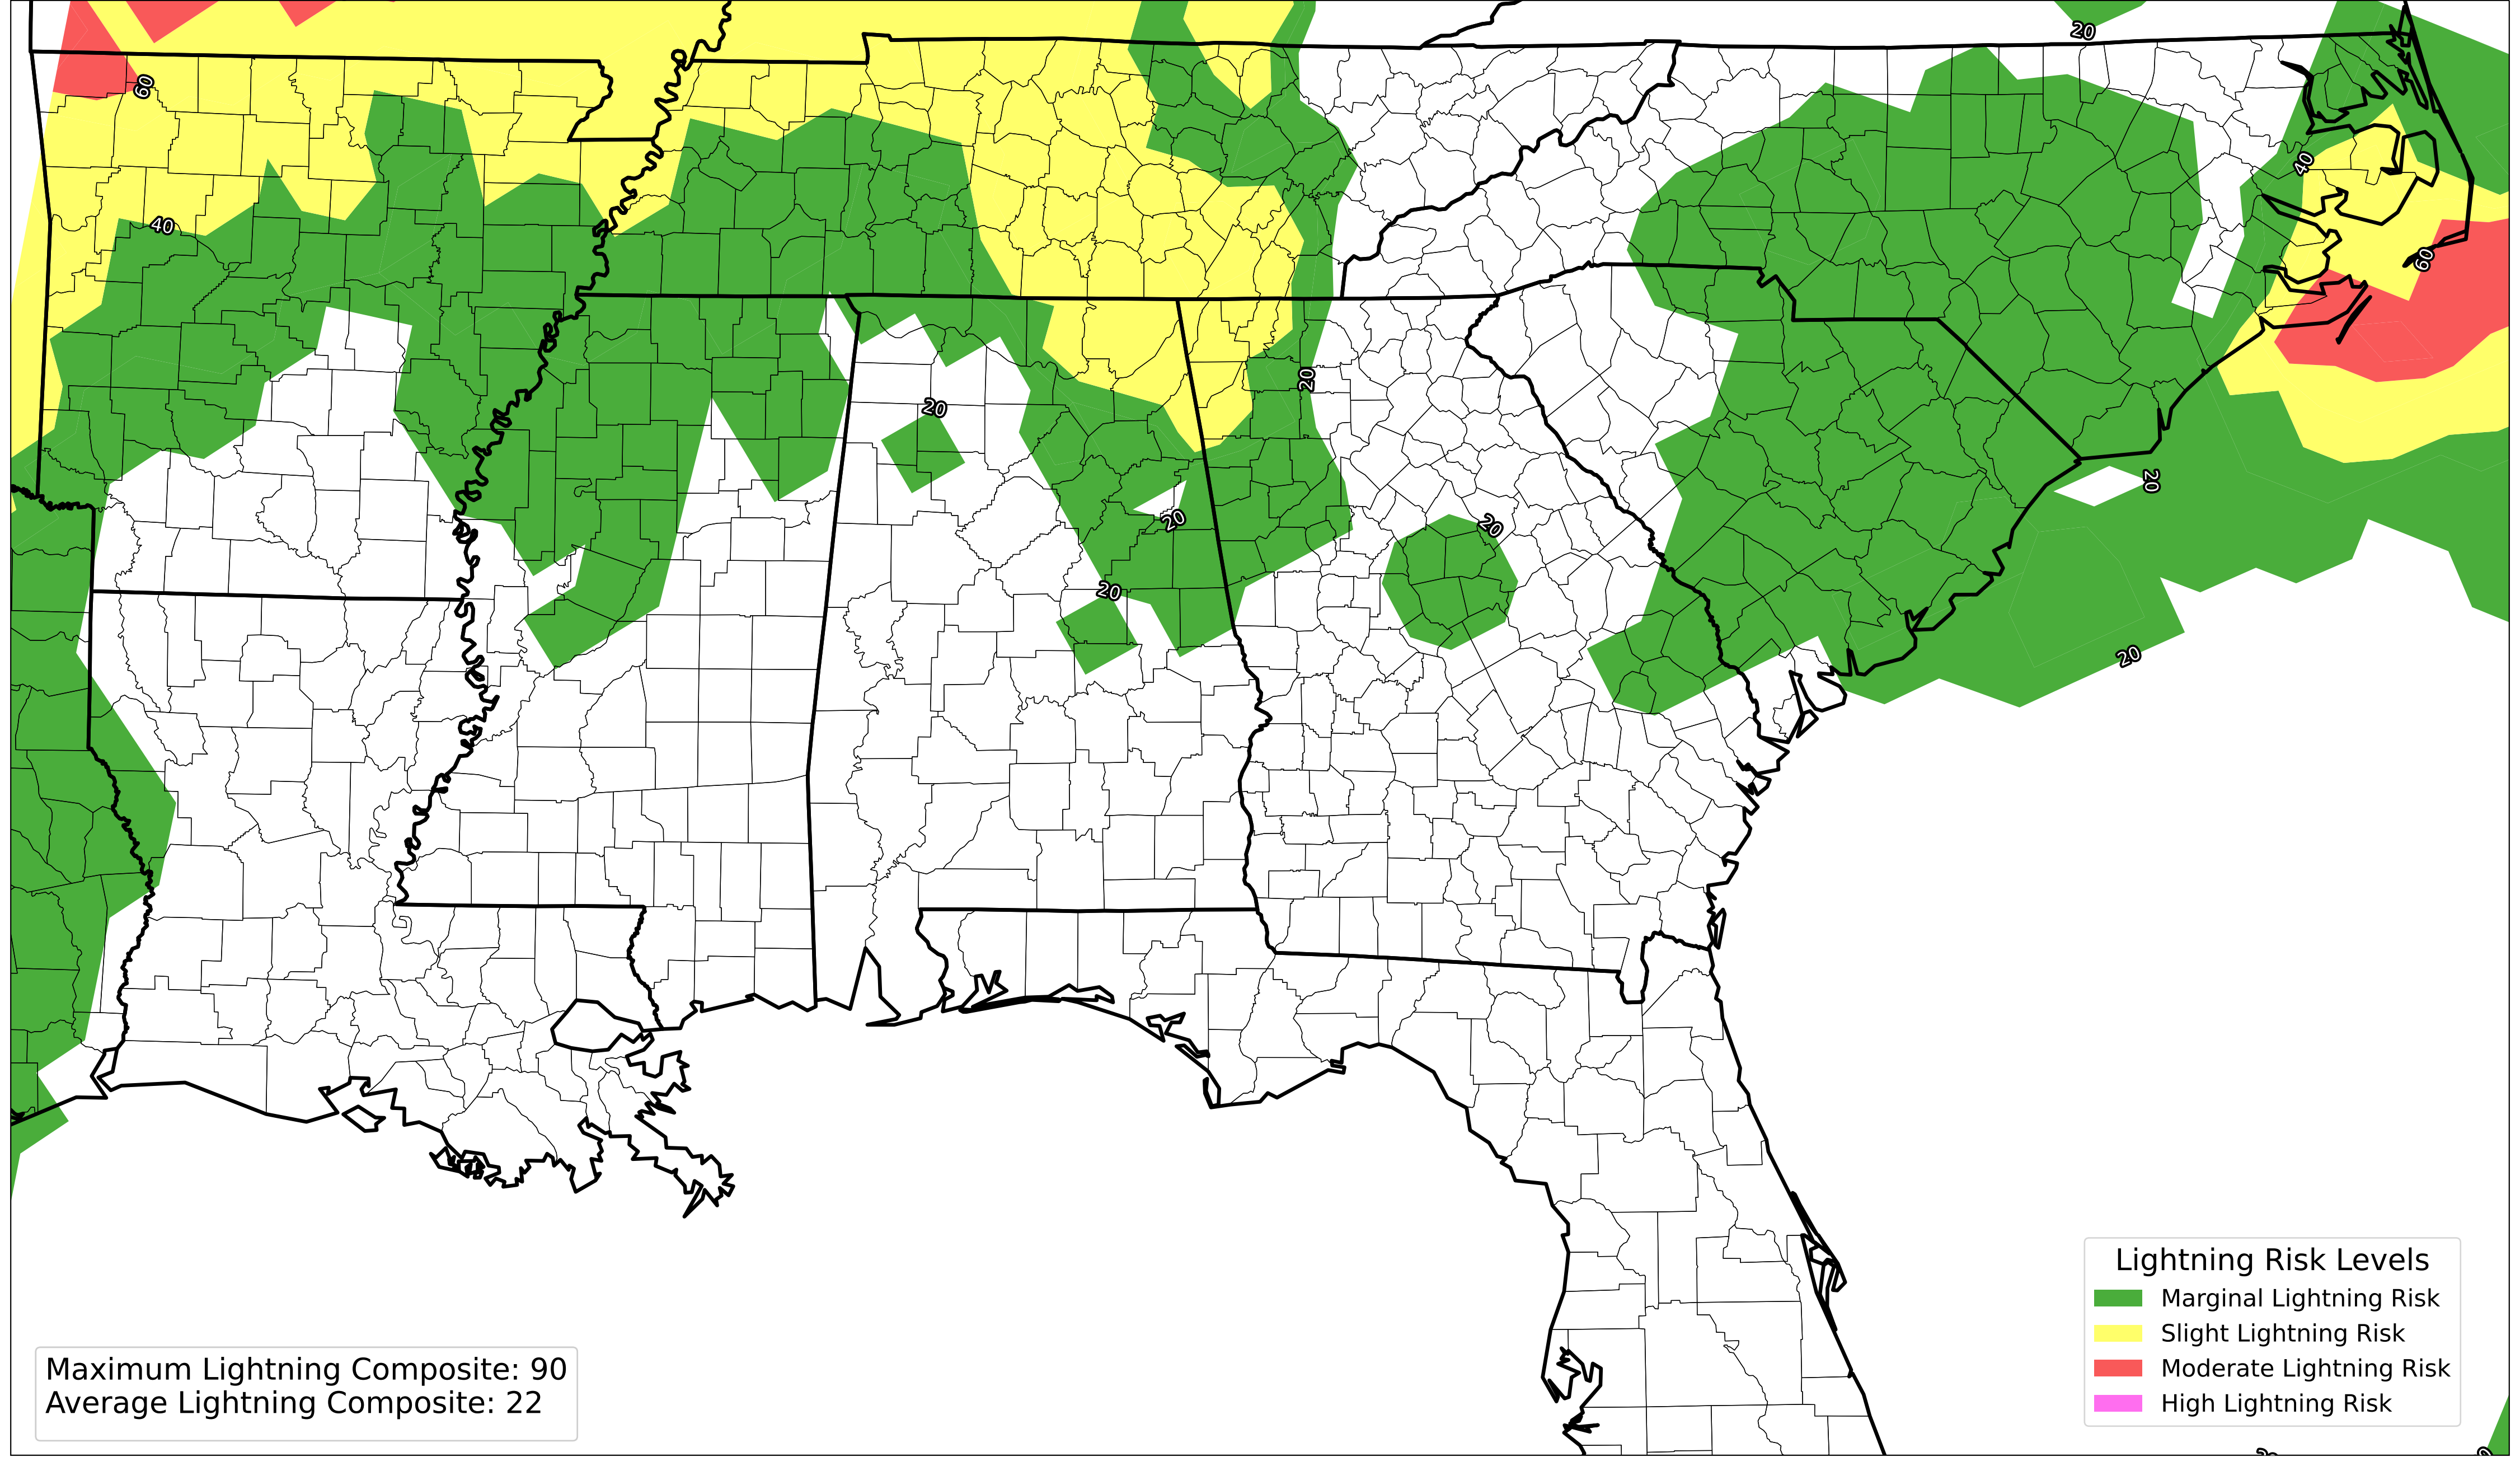 20
60
40
40
60
20
20
20
20
20
20
20
20
Lightning Risk Levels
Marginal Lightning Risk
Slight Lightning Risk
Moderate Lightning Risk
High Lightning Risk
Maximum Lightning Composite: 90
Average Lightning Composite: 22